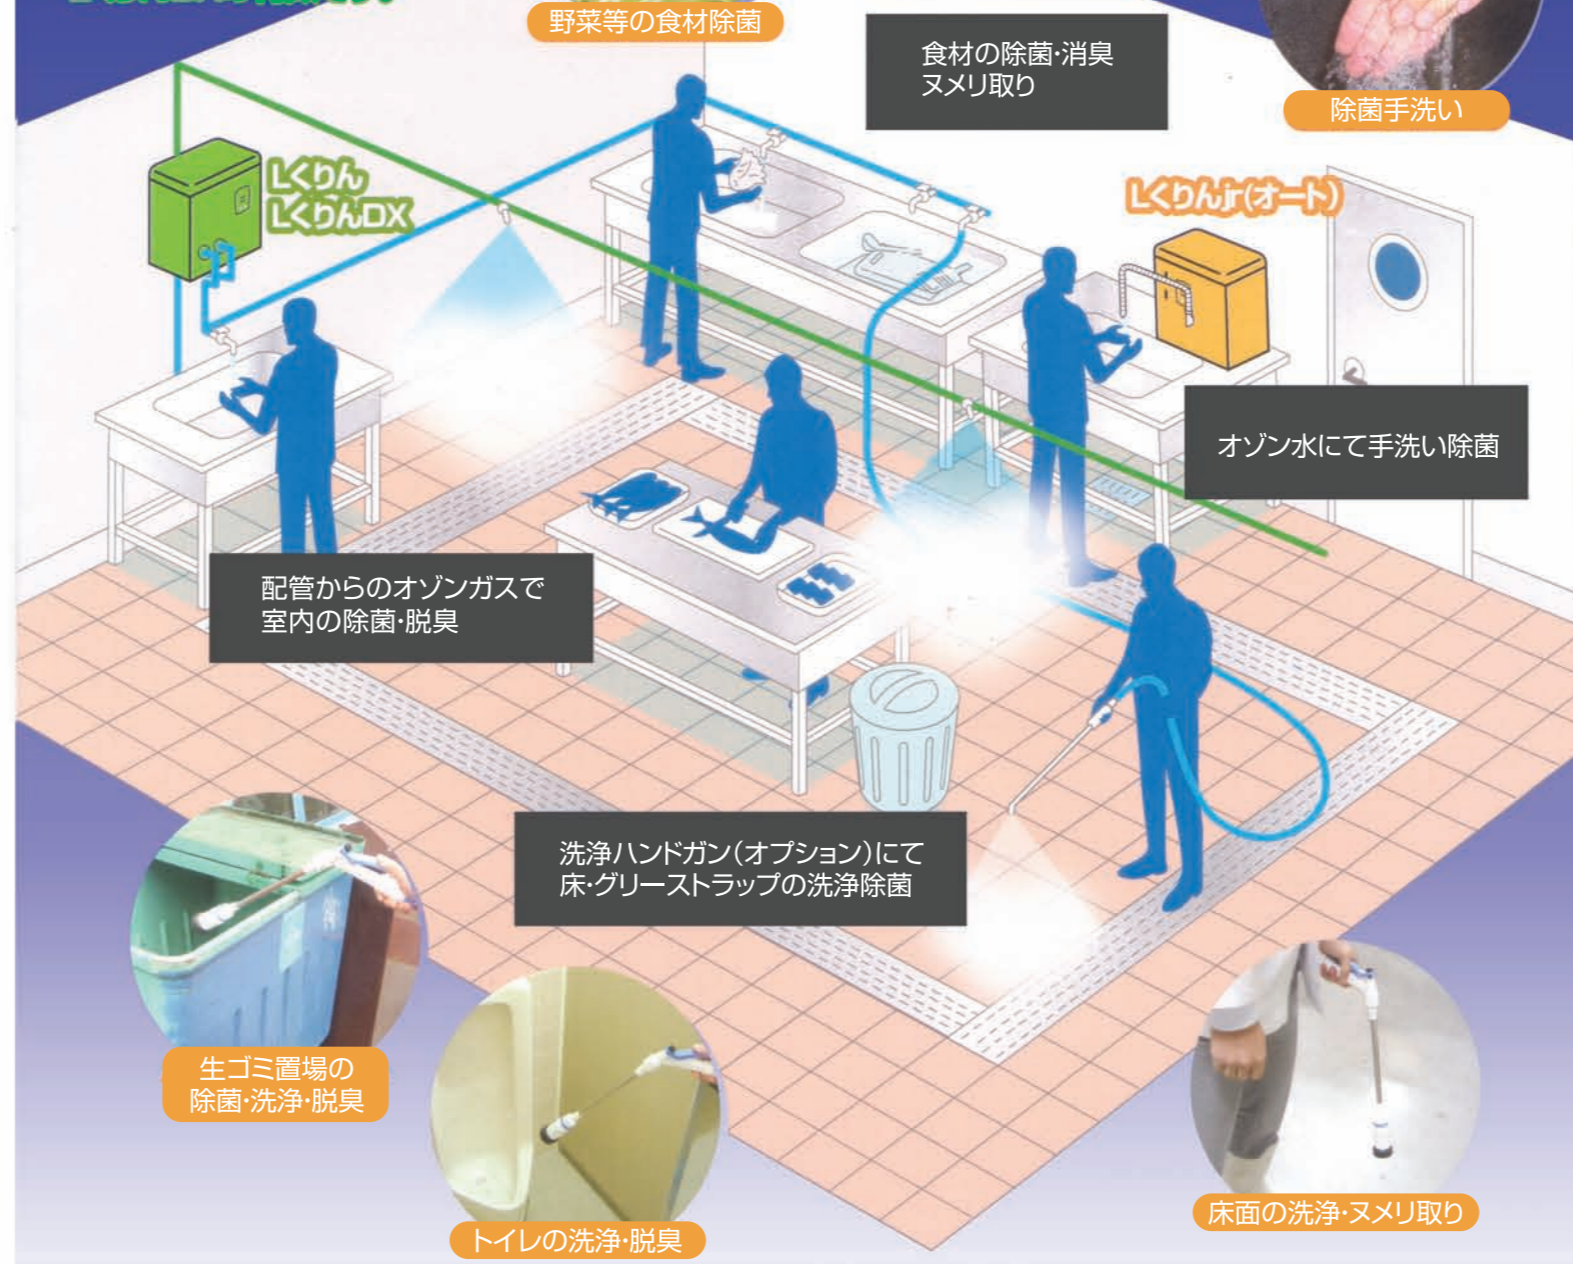 野菜等の食材除菌
食材の除菌・消臭
ヌメリ取り
除菌手洗い
Lくりん
LくりんDX
Lくりんjr(オート)
オゾン水にて手洗い除菌
配管からのオゾンガスで
室内の除菌・脱臭
洗浄ハンドガン（オプション）にて
床・グリーストラップの洗浄除菌
生ゴミ置場の
除菌・洗浄・脱臭
トイレの洗浄・脱臭
床面の洗浄・ヌメリ取り